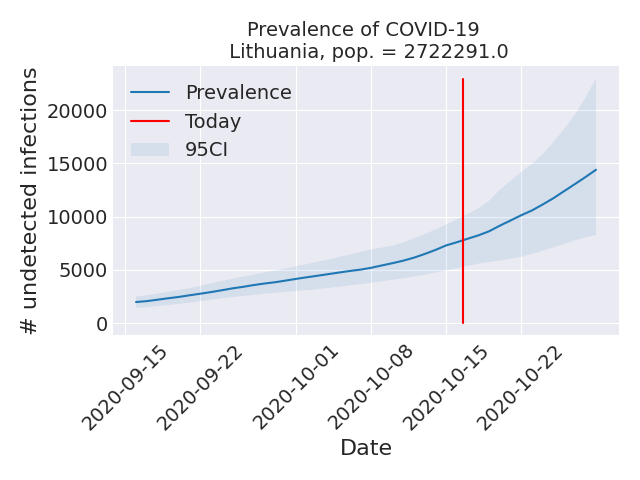 Prevalence of COVID-19
Lithuania, pop. = 2722291.0
# undetected infections
20000
15000
10000
5000
0
Prevalence
Today
95CI
2020-09-15
2020-09-22
2020-10-01
2020-10-08
2020-10-15
2020-10-22
Date